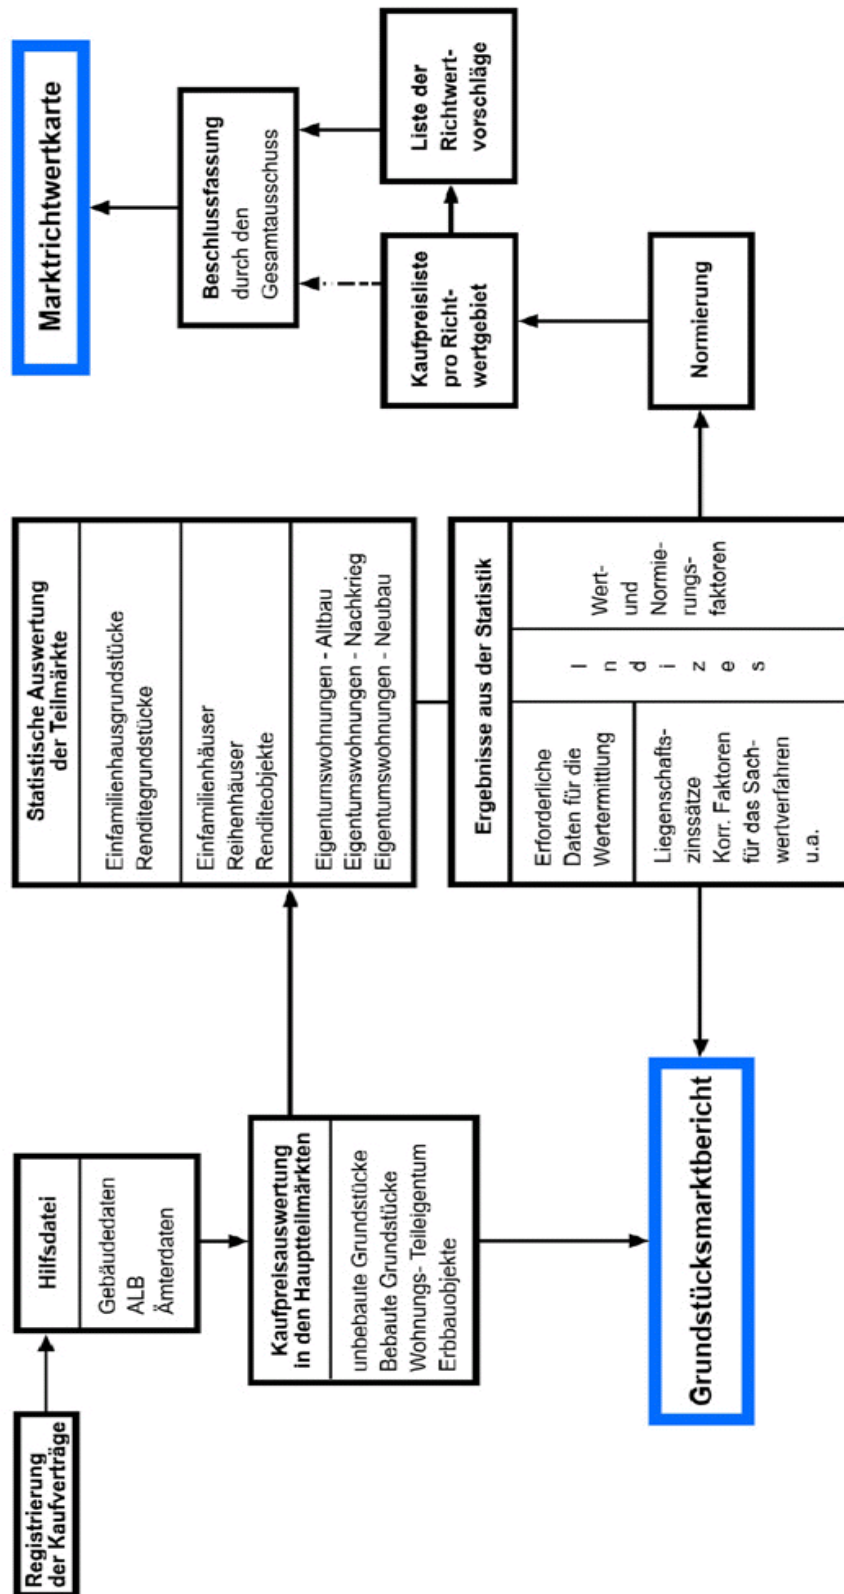 Registrierung
der Kaufverträge
Hilfsdatei
Gebäudedaten
ALB
Ämterdaten
Kaufpreisauswertung
in den Hauptteilmärkten
unbebaute Grundstücke
Bebaute Grundstücke
Wohnungs- Teileigentum
Erbbauobjekte
Grundstücksmarktbericht
Statistische Auswertung
der Teilmärkte
Einfamilienhausgrundstücke
Renditegrundstücke
Einfamilienhäuser
Reihenhäuser
Renditeobjekte
Eigentumswohnungen - Altbau
Eigentumswohnungen - Nachkrieg
Eigentumswohnungen - Neubau
Ergebnisse aus der Statistik
Erforderliche
Daten für die
Wertermittlung
Liegenschafts-
zinssätze
Korr. Faktoren
für das Sach-
wertverfahren
u.a.
I n d i z e s
Wert-
und
Normie-
rungs-
faktoren
Normierung
Kaufpreisliste
pro Richt-
wertgebiet
Liste der
Richtwert-
vorschläge
Beschlussfassung
durch den
Gesamtausschuss
Marktrichtwertkarte